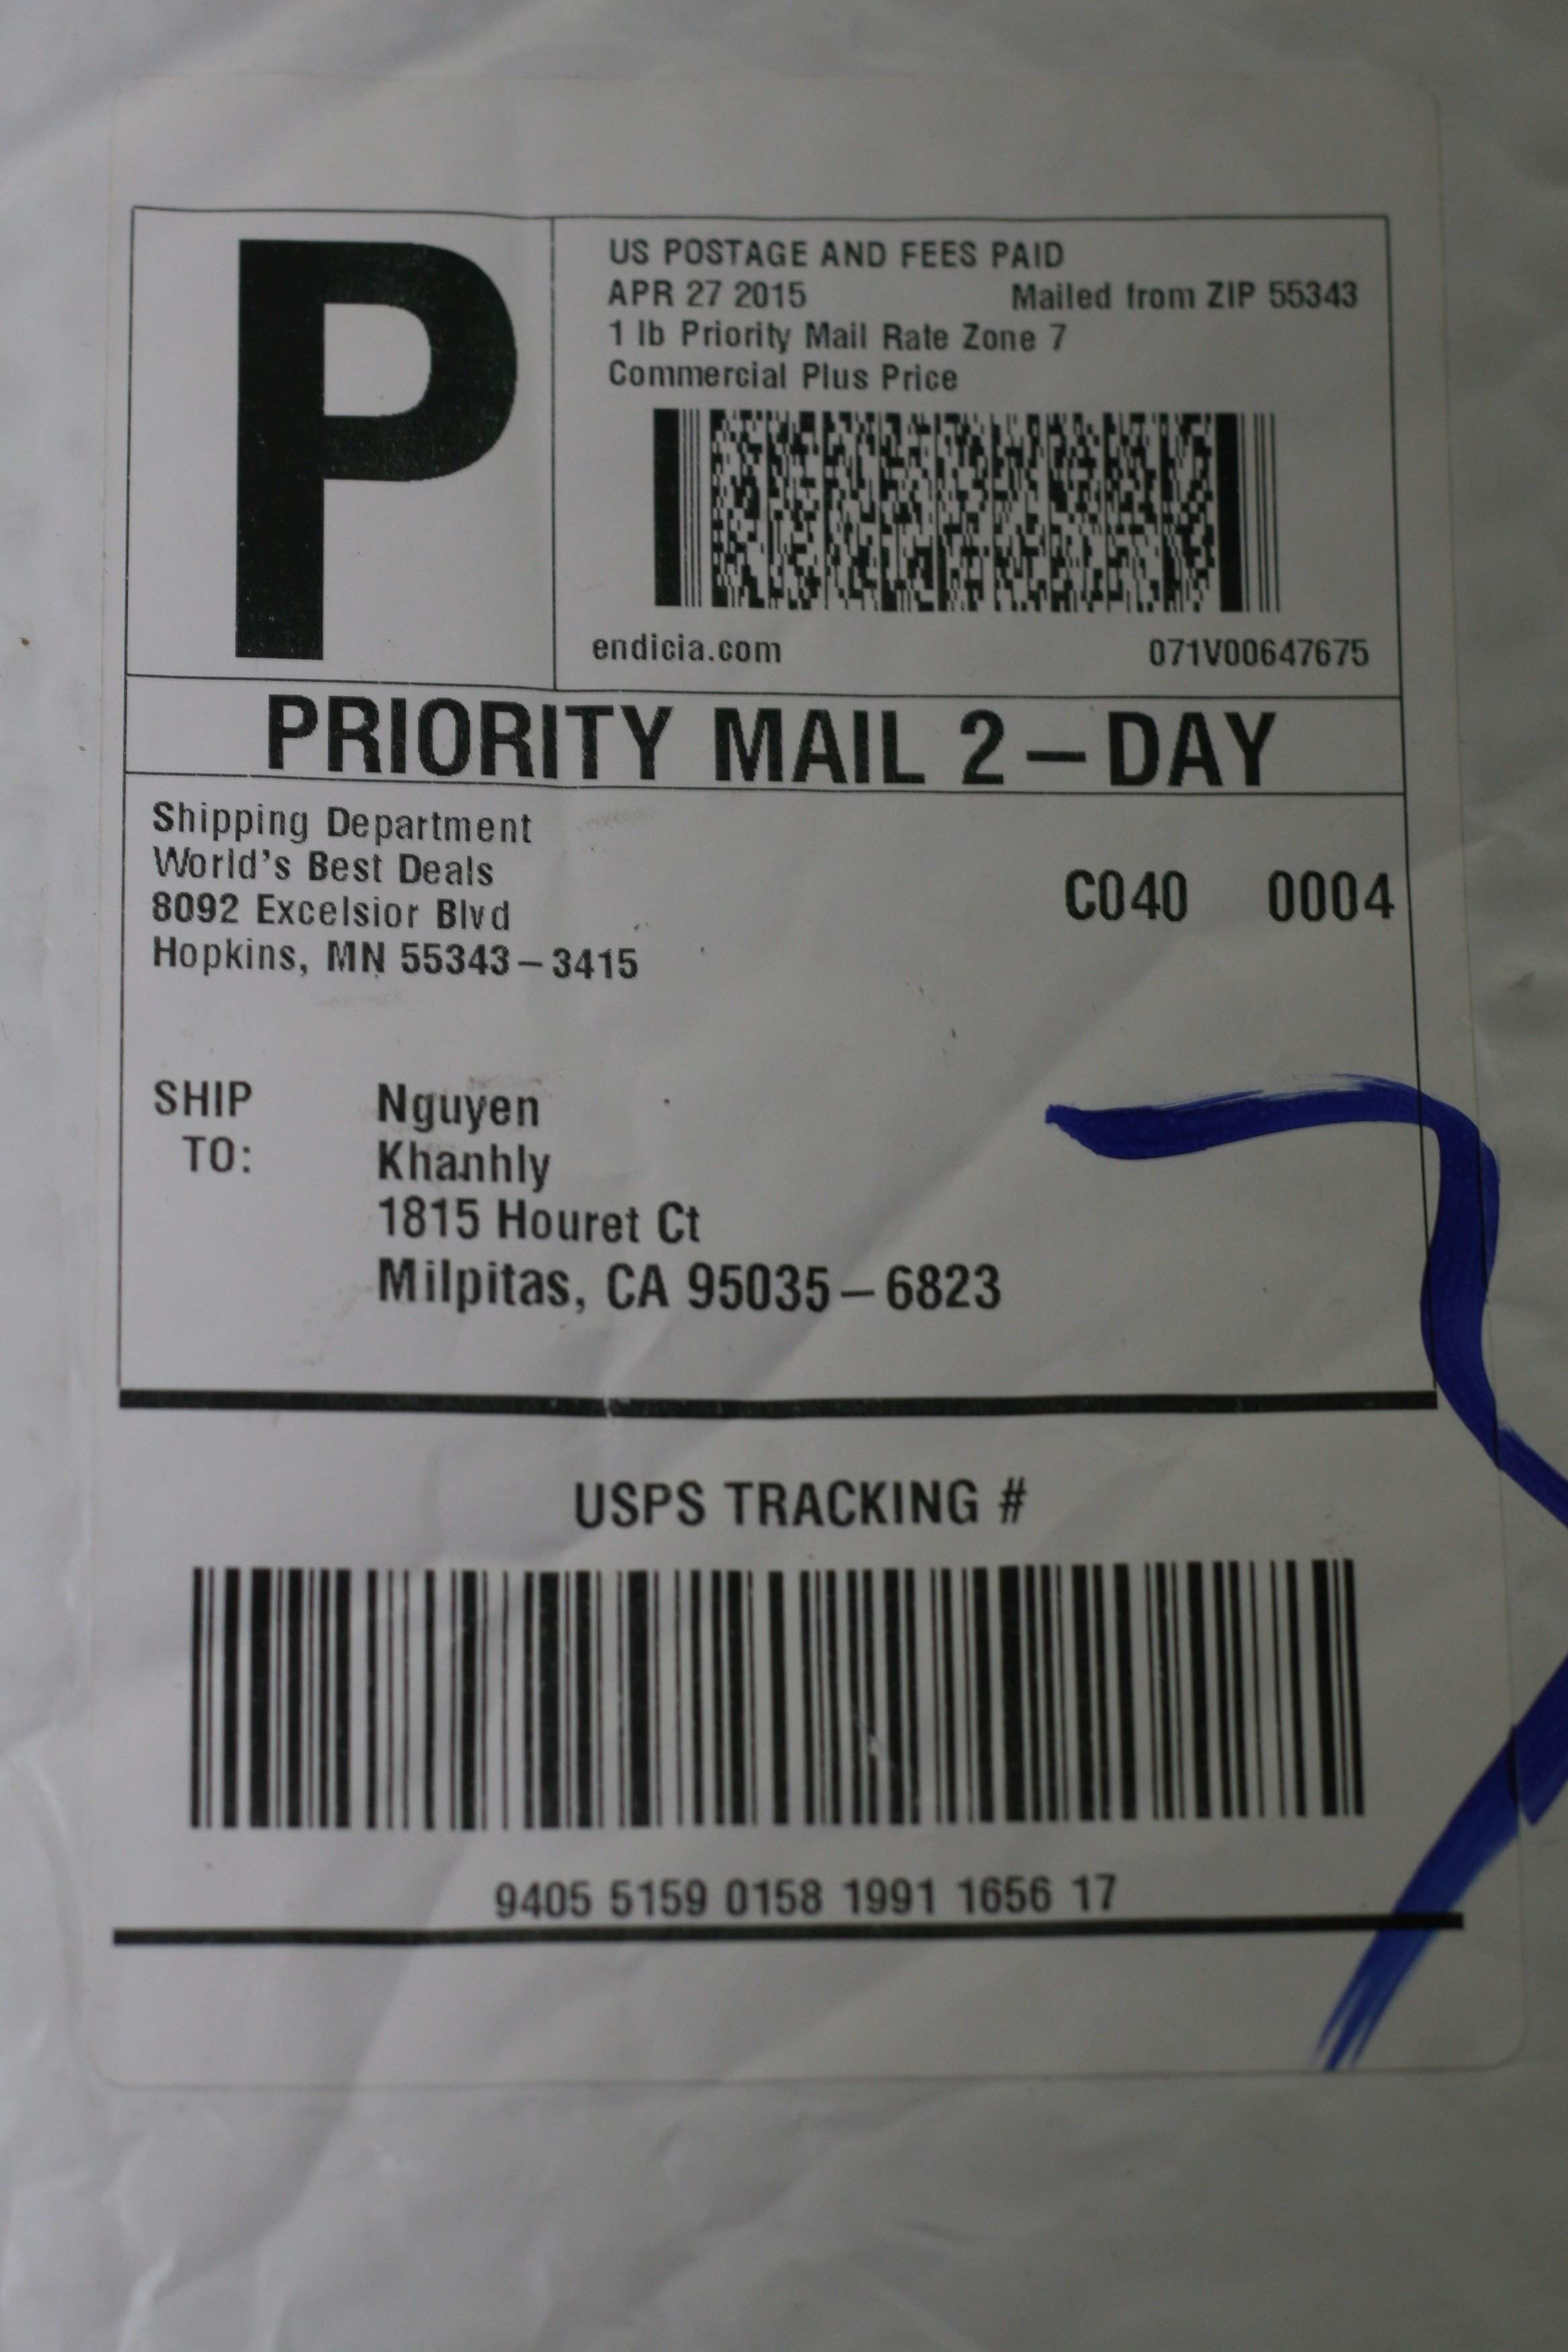 P
US POSTAGE AND FEES PAID
APR 27 2015 Mailed from ZIP 55343
1 lb Priority Mail Rate Zone 7
Commercial Plus Price
endicia.com 071V00647675
PRIORITY MAIL 2-DAY
Shipping Department
World's Best Deals
8092 Excelsior Blvd
Hopkins, MN 55343-3415
C040 0004
SHIP TO:
Nguyen
Khanhly
1815 Houret Ct
Milpitas, CA 95035-6823
USPS TRACKING #
9405 5159 0158 1991 1656 17